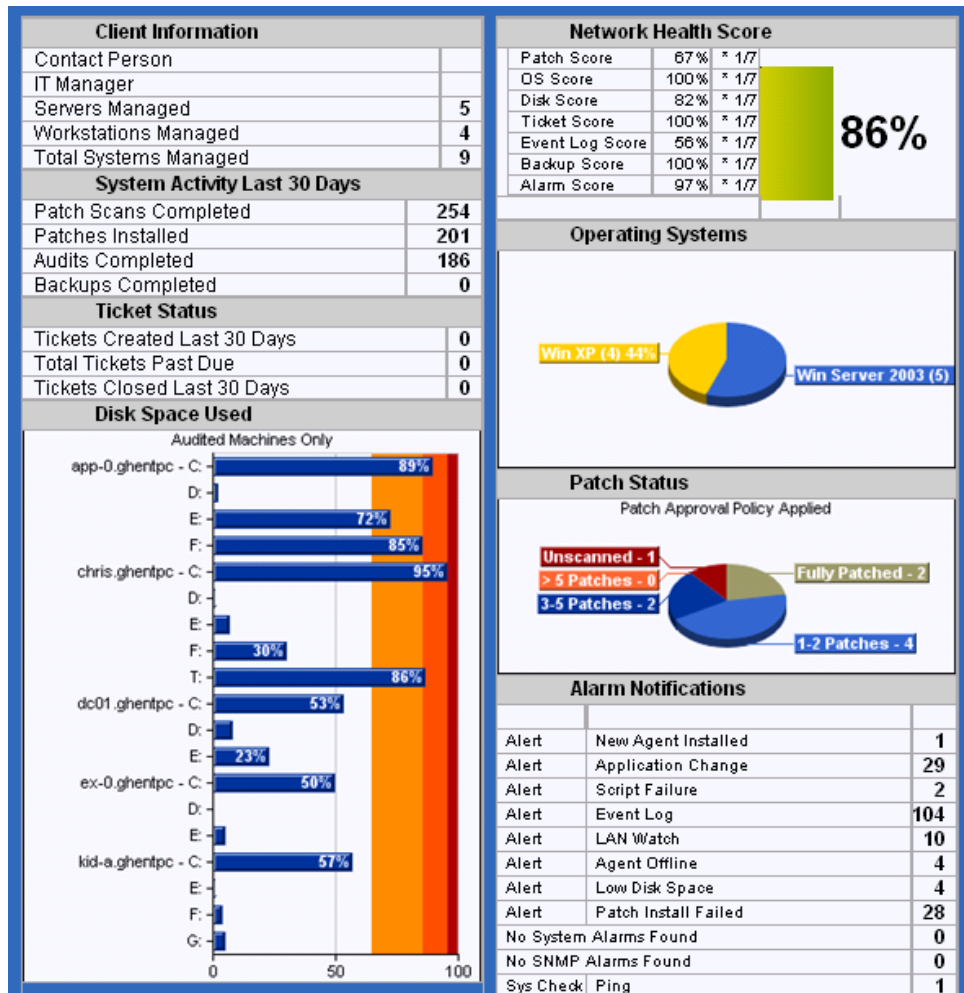 Client Information
Contact Person
IT Manager
Servers Managed 5
Workstations Managed 4
Total Systems Managed 9
System Activity Last 30 Days
Patch Scans Completed 254
Patches Installed 201
Audits Completed 186
Backups Completed 0
Ticket Status
Tickets Created Last 30 Days 0
Total Tickets Past Due 0
Tickets Closed Last 30 Days 0
Disk Space Used
Audited Machines Only
app-0.ghentpc - C: 89%
D:
E: 72%
F: 85%
chris.ghentpc - C: 95%
D:
E:
F: 30%
T: 86%
dc01.ghentpc - C: 53%
D:
E: 23%
ex-0.ghentpc - C: 50%
D:
E:
kid-a.ghentpc - C: 57%
E:
F:
G:
0 50 100
Network Health Score
Patch Score 67% * 1/7
OS Score 100% * 1/7
Disk Score 82% * 1/7
Ticket Score 100% * 1/7
Event Log Score 56% * 1/7
Backup Score 100% * 1/7
Alarm Score 97% * 1/7
86%
Operating Systems
Win XP (4) 44%
Win Server 2003 (5)
Patch Status
Patch Approval Policy Applied
Unscanned - 1
> 5 Patches - 0
3-5 Patches - 2
Fully Patched - 2
1-2 Patches - 4
Alarm Notifications
Alert New Agent Installed 1
Alert Application Change 29
Alert Script Failure 2
Alert Event Log 104
Alert LAN Watch 10
Alert Agent Offline 4
Alert Low Disk Space 4
Alert Patch Install Failed 28
No System Alarms Found 0
No SNMP Alarms Found 0
Sys Check Ping 1